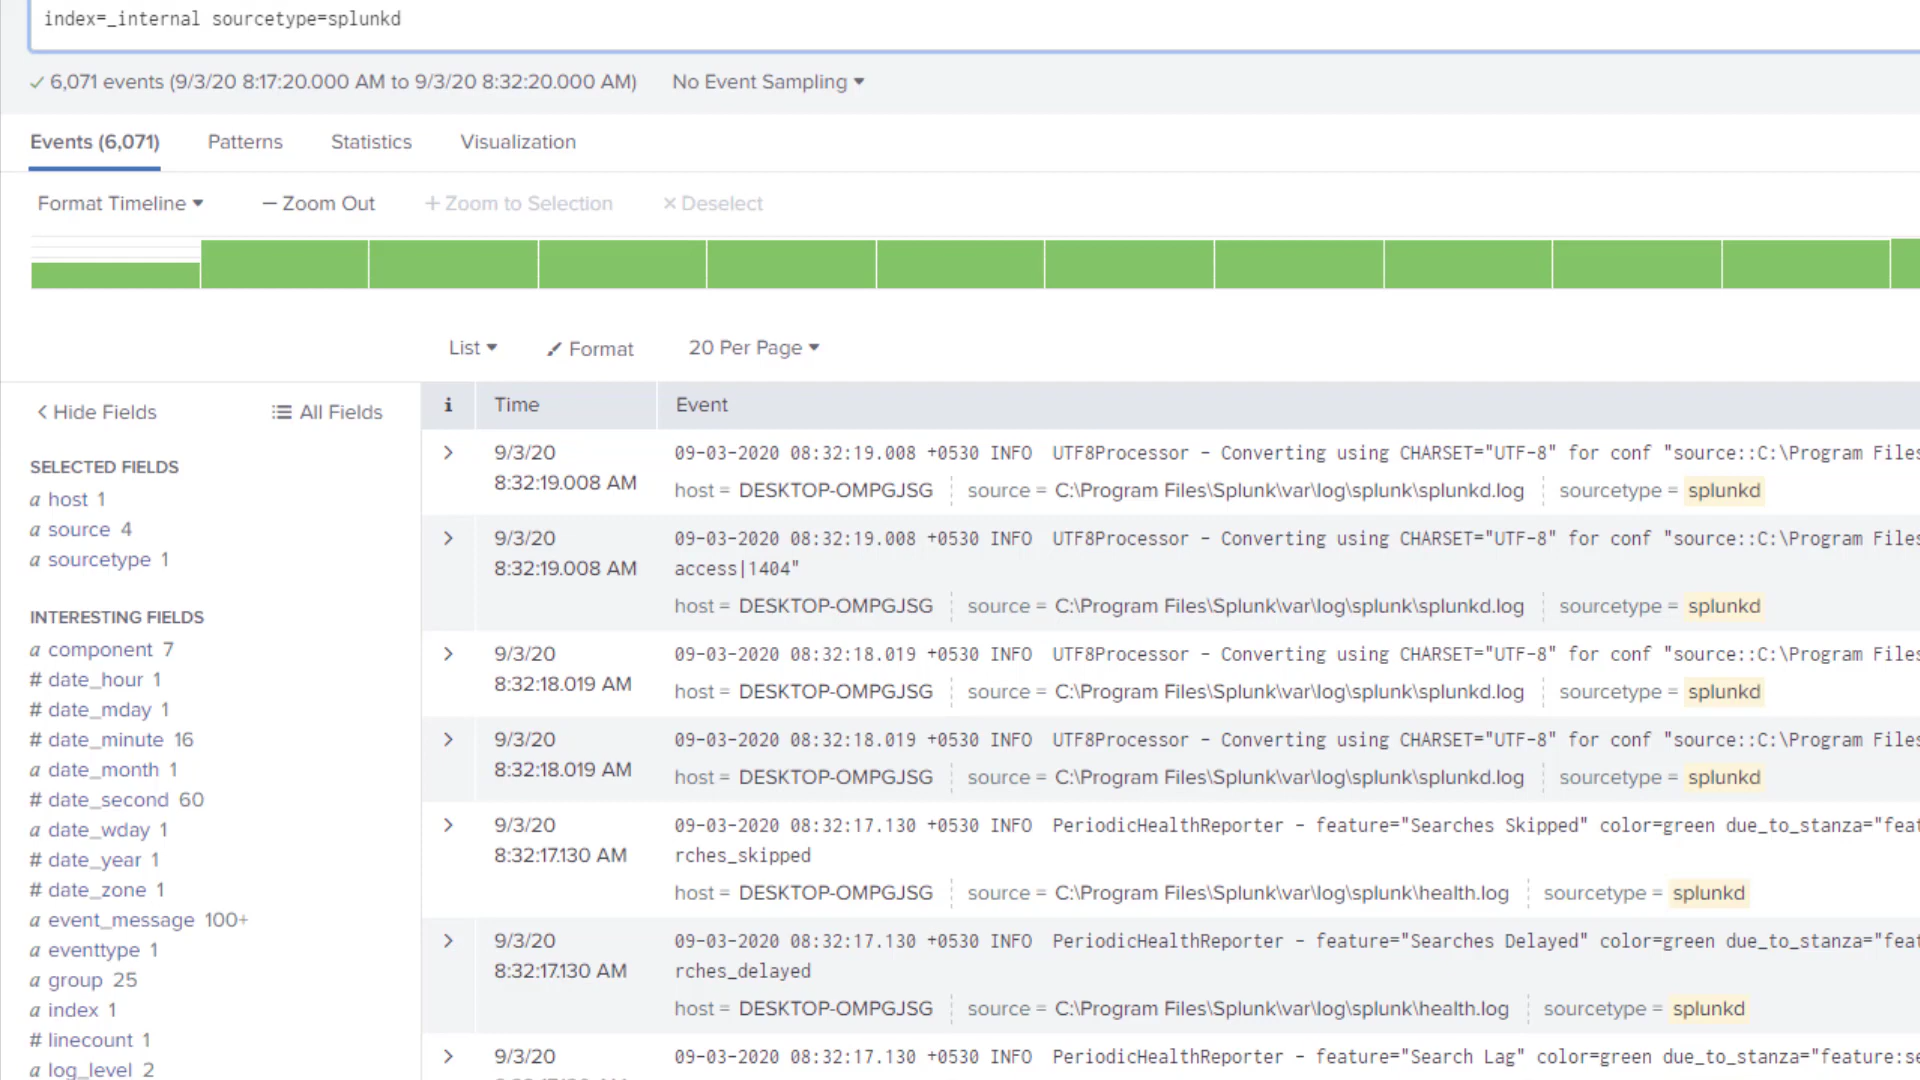 index=_internal sourcetype=splunkd
✓ 6,071 events (9/3/20 8:17:20.000 AM to 9/3/20 8:32:20.000 AM) No Event Sampling
Events (6,071) Patterns Statistics Visualization
Format Timeline — Zoom Out + Zoom to Selection × Deselect
List Format 20 Per Page
< Hide Fields All Fields
SELECTED FIELDS
a host 1
a source 4
a sourcetype 1
INTERESTING FIELDS
a component 7
# date_hour 1
# date_mday 1
# date_minute 16
a date_month 1
# date_second 60
a date_wday 1
# date_year 1
# date_zone 1
a event_message 100+
a eventtype 1
a group 25
a index 1
# linecount 1
a log_level 2
i Time Event
> 9/3/20 09-03-2020 08:32:19.008 +0530 INFO UTF8Processor - Converting using CHARSET="UTF-8" for conf "source::C:\Program Files
8:32:19.008 AM host = DESKTOP-OMPGJSG source = C:\Program Files\Splunk\var\log\splunk\splunkd.log sourcetype = splunkd
> 9/3/20 09-03-2020 08:32:19.008 +0530 INFO UTF8Processor - Converting using CHARSET="UTF-8" for conf "source::C:\Program Files
8:32:19.008 AM access|1404"
host = DESKTOP-OMPGJSG source = C:\Program Files\Splunk\var\log\splunk\splunkd.log sourcetype = splunkd
> 9/3/20 09-03-2020 08:32:18.019 +0530 INFO UTF8Processor - Converting using CHARSET="UTF-8" for conf "source::C:\Program Files
8:32:18.019 AM host = DESKTOP-OMPGJSG source = C:\Program Files\Splunk\var\log\splunk\splunkd.log sourcetype = splunkd
> 9/3/20 09-03-2020 08:32:18.019 +0530 INFO UTF8Processor - Converting using CHARSET="UTF-8" for conf "source::C:\Program Files
8:32:18.019 AM host = DESKTOP-OMPGJSG source = C:\Program Files\Splunk\var\log\splunk\splunkd.log sourcetype = splunkd
> 9/3/20 09-03-2020 08:32:17.130 +0530 INFO PeriodicHealthReporter - feature="Searches Skipped" color=green due_to_stanza="feat
8:32:17.130 AM rches_skipped
host = DESKTOP-OMPGJSG source = C:\Program Files\Splunk\var\log\splunk\health.log sourcetype = splunkd
> 9/3/20 09-03-2020 08:32:17.130 +0530 INFO PeriodicHealthReporter - feature="Searches Delayed" color=green due_to_stanza="feat
8:32:17.130 AM rches_delayed
host = DESKTOP-OMPGJSG source = C:\Program Files\Splunk\var\log\splunk\health.log sourcetype = splunkd
> 9/3/20 09-03-2020 08:32:17.130 +0530 INFO PeriodicHealthReporter - feature="Search Lag" color=green due_to_stanza="feature:se